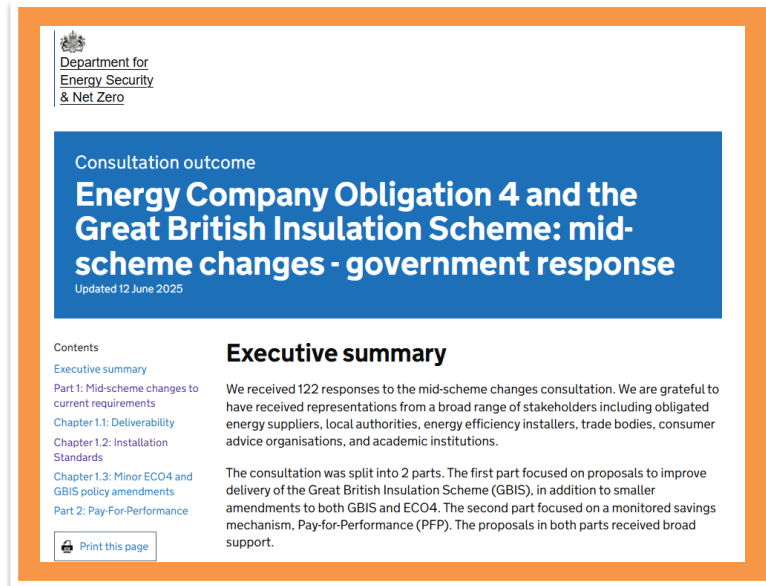 Department for
Energy Security
& Net Zero
Consultation outcome
Energy Company Obligation 4 and the
Great British Insulation Scheme: mid-
scheme changes - government response
Updated 12 June 2025
Contents
Executive summary
Part 1: Mid-scheme changes to
current requirements
Chapter 1.1: Deliverability
Chapter 1.2: Installation
Standards
Chapter 1.3: Minor ECO4 and
GBIS policy amendments
Part 2: Pay-For-Performance
Print this page
Executive summary
We received 122 responses to the mid-scheme changes consultation. We are grateful to
have received representations from a broad range of stakeholders including obligated
energy suppliers, local authorities, energy efficiency installers, trade bodies, consumer
advice organisations, and academic institutions.
The consultation was split into 2 parts. The first part focused on proposals to improve
delivery of the Great British Insulation Scheme (GBIS), in addition to smaller
amendments to both GBIS and ECO4. The second part focused on a monitored savings
mechanism, Pay-for-Performance (PFP). The proposals in both parts received broad
support.